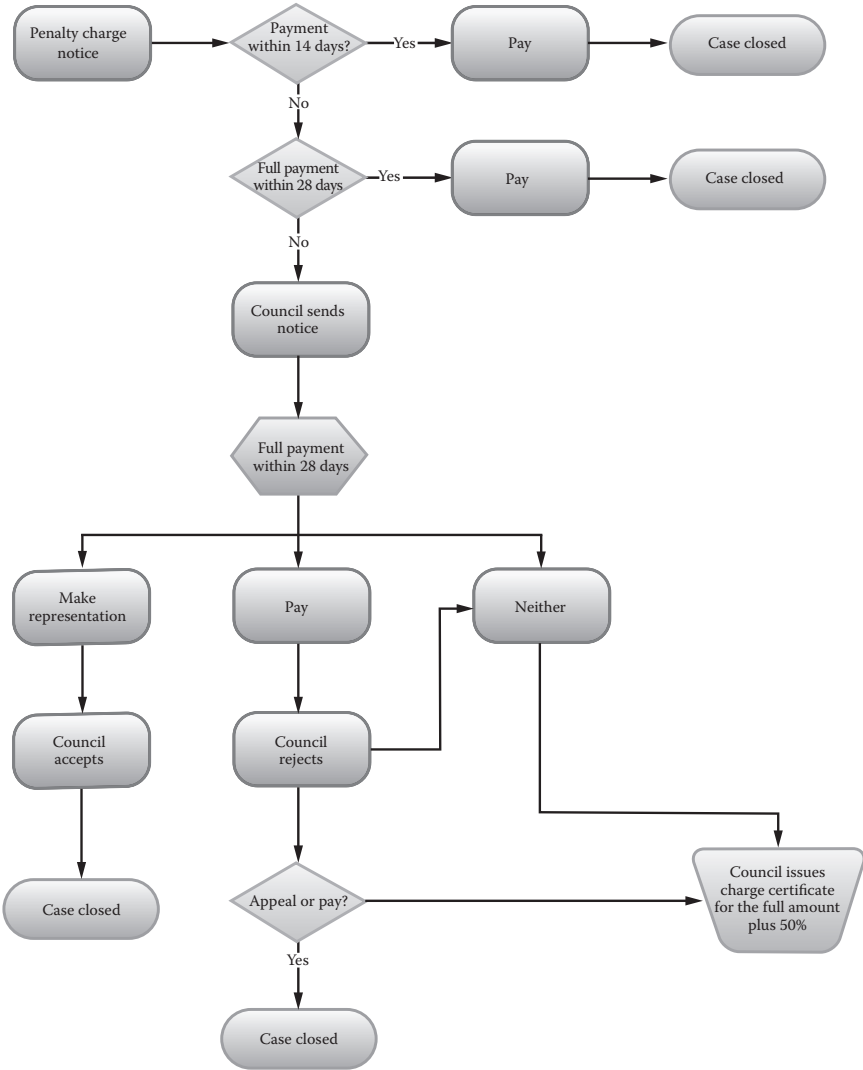 Penalty charge
notice
Payment
within 14 days?
Yes
Pay
Case closed
No
Full payment
within 28 days
Yes
Pay
Case closed
No
Council sends
notice
Full payment
within 28 days
Make
representation
Pay
Neither
Council
accepts
Council
rejects
Case closed
Appeal or pay?
Council issues
charge certificate
for the full amount
plus 50%
Yes
Case closed